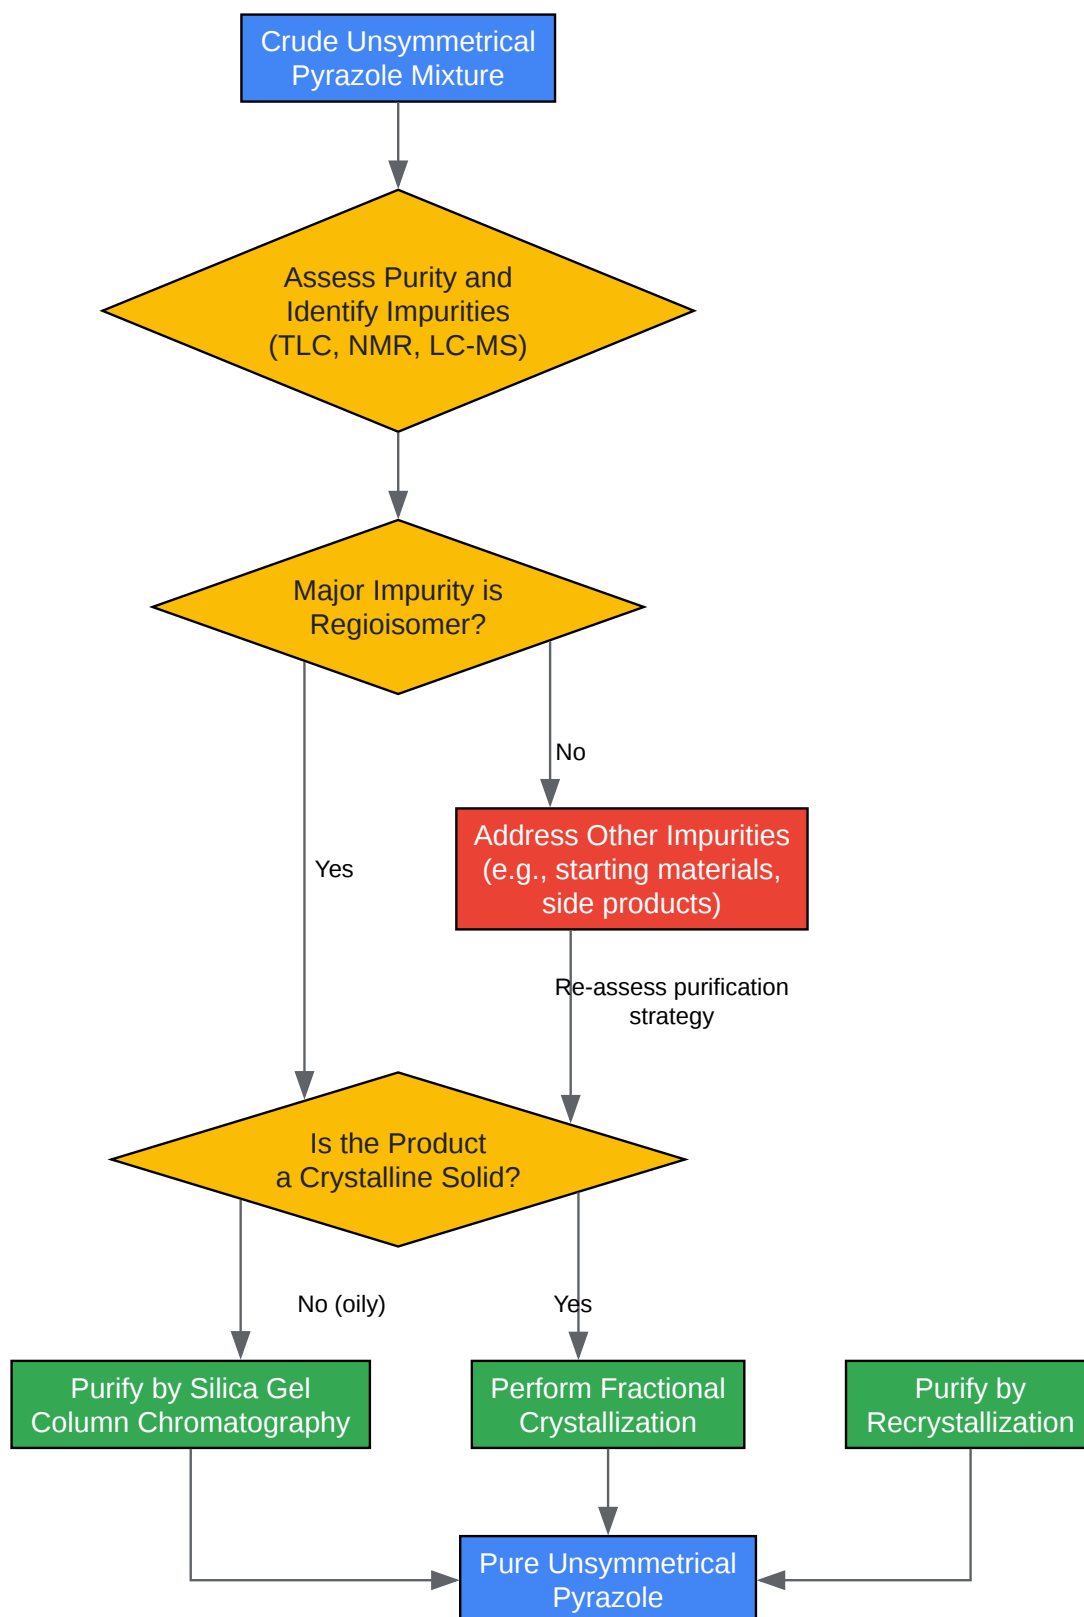 Crude Unsymmetrical
Pyrazole Mixture
Assess Purity and
Identify Impurities
(TLC, NMR, LC-MS)
Major Impurity is
Regioisomer?
No
Address Other Impurities
(e.g., starting materials,
side products)
Yes
Re-assess purification
strategy
Is the Product
a Crystalline Solid?
No (oily)
Yes
Purify by Silica Gel
Column Chromatography
Perform Fractional
Crystallization
Purify by
Recrystallization
Pure Unsymmetrical
Pyrazole